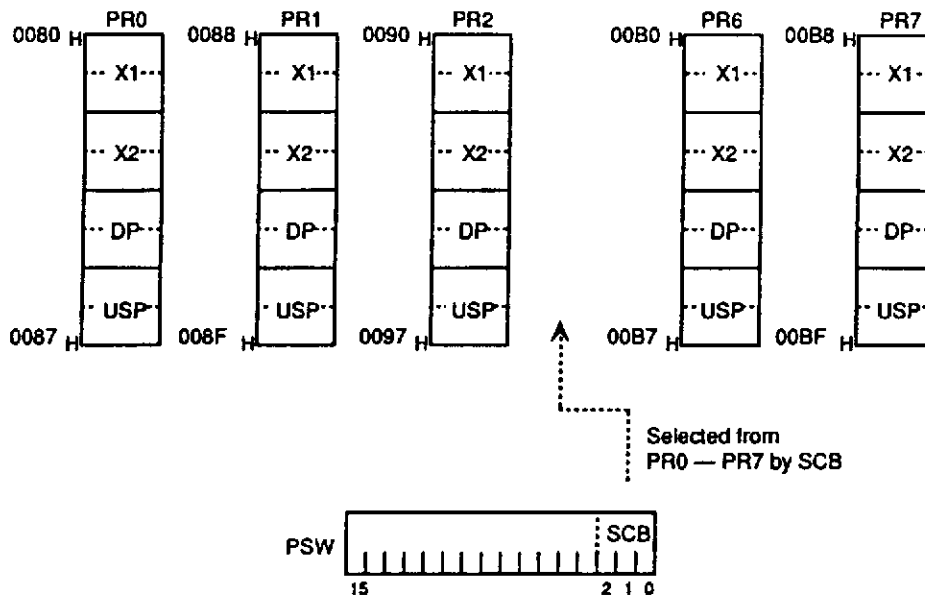 PR0 PR1 PR2 PR6 PR7
0080 H 0088 H 0090 H 00B0 H 00B8 H
X1 X1 X1 X1 X1
X2 X2 X2 X2 X2
DP DP DP DP DP
USP USP USP USP USP
0087 H 008F H 0097 H 00B7 H 00BF H
Selected from
PR0 — PR7 by SCB
PSW SCB
15 2 1 0